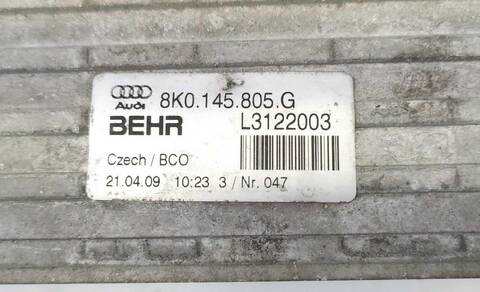 Audi 8K0.145.805.G
BEHR L3122003
Czech / BCO
21.04.09 10:23 3 / Nr. 047